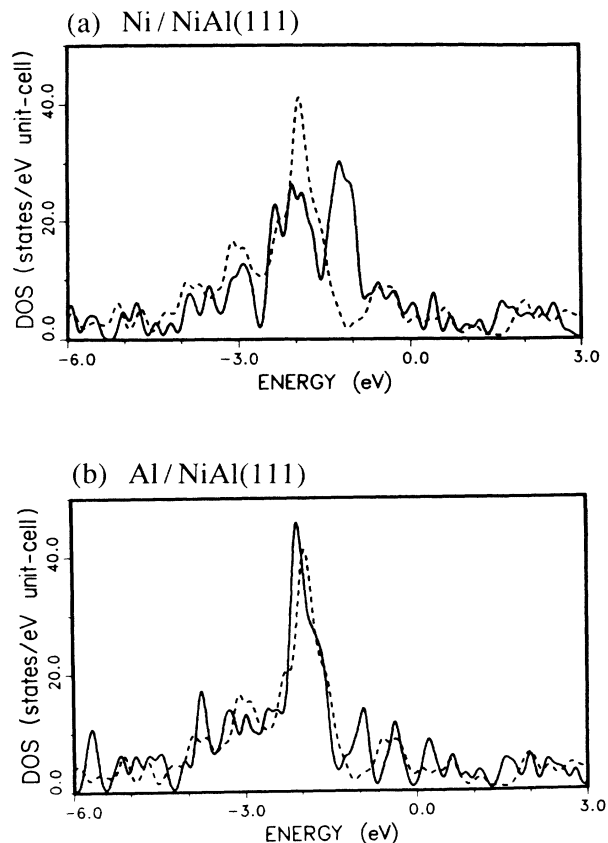 (a) Ni/NiAl(111)
DOS (states/eV unit-cell)
40.0
20.0
0.0
-6.0 -3.0 0.0 3.0
ENERGY (eV)
(b) Al/NiAl(111)
DOS (states/eV unit-cell)
40.0
20.0
0.0
-6.0 -3.0 0.0 3.0
ENERGY (eV)